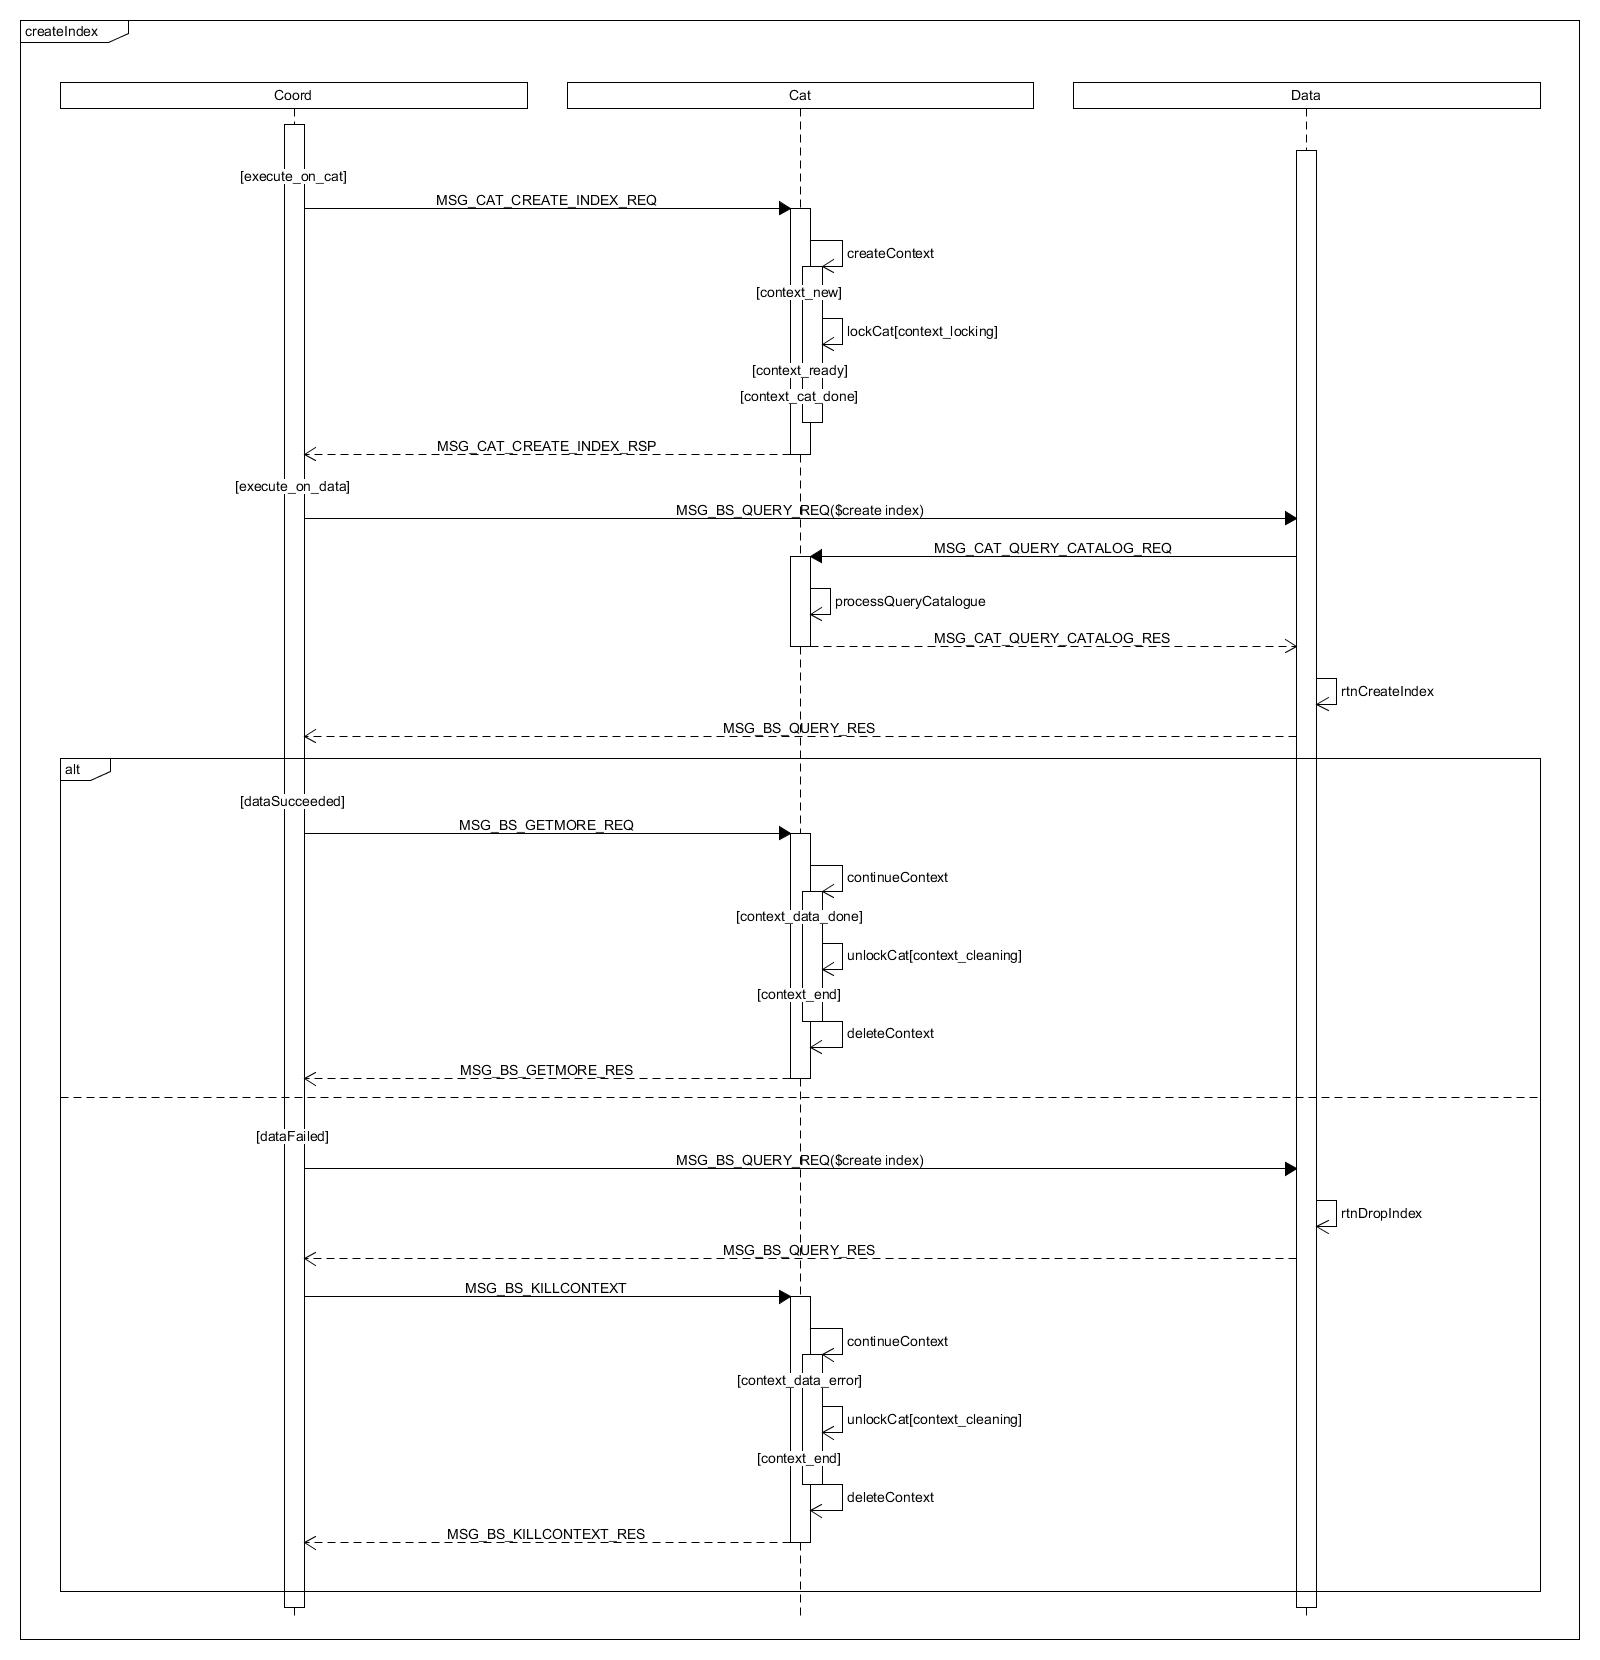 createIndex
Coord
Cat
Data
[execute_on_cat]
MSG_CAT_CREATE_INDEX_REQ
createContext
[context_new]
lockCat[context_locking]
[context_ready]
[context_cat_done]
MSG_CAT_CREATE_INDEX_RSP
[execute_on_data]
MSG_BS_QUERY_REQ($create index)
MSG_CAT_QUERY_CATALOG_REQ
processQueryCatalogue
MSG_CAT_QUERY_CATALOG_RES
rtnCreateIndex
MSG_BS_QUERY_RES
alt
[dataSucceeded]
MSG_BS_GETMORE_REQ
continueContext
[context_data_done]
unlockCat[context_cleaning]
[context_end]
deleteContext
MSG_BS_GETMORE_RES
[dataFailed]
MSG_BS_QUERY_REQ($create index)
rtnDropIndex
MSG_BS_QUERY_RES
MSG_BS_KILLCONTEXT
continueContext
[context_data_error]
unlockCat[context_cleaning]
[context_end]
deleteContext
MSG_BS_KILLCONTEXT_RES